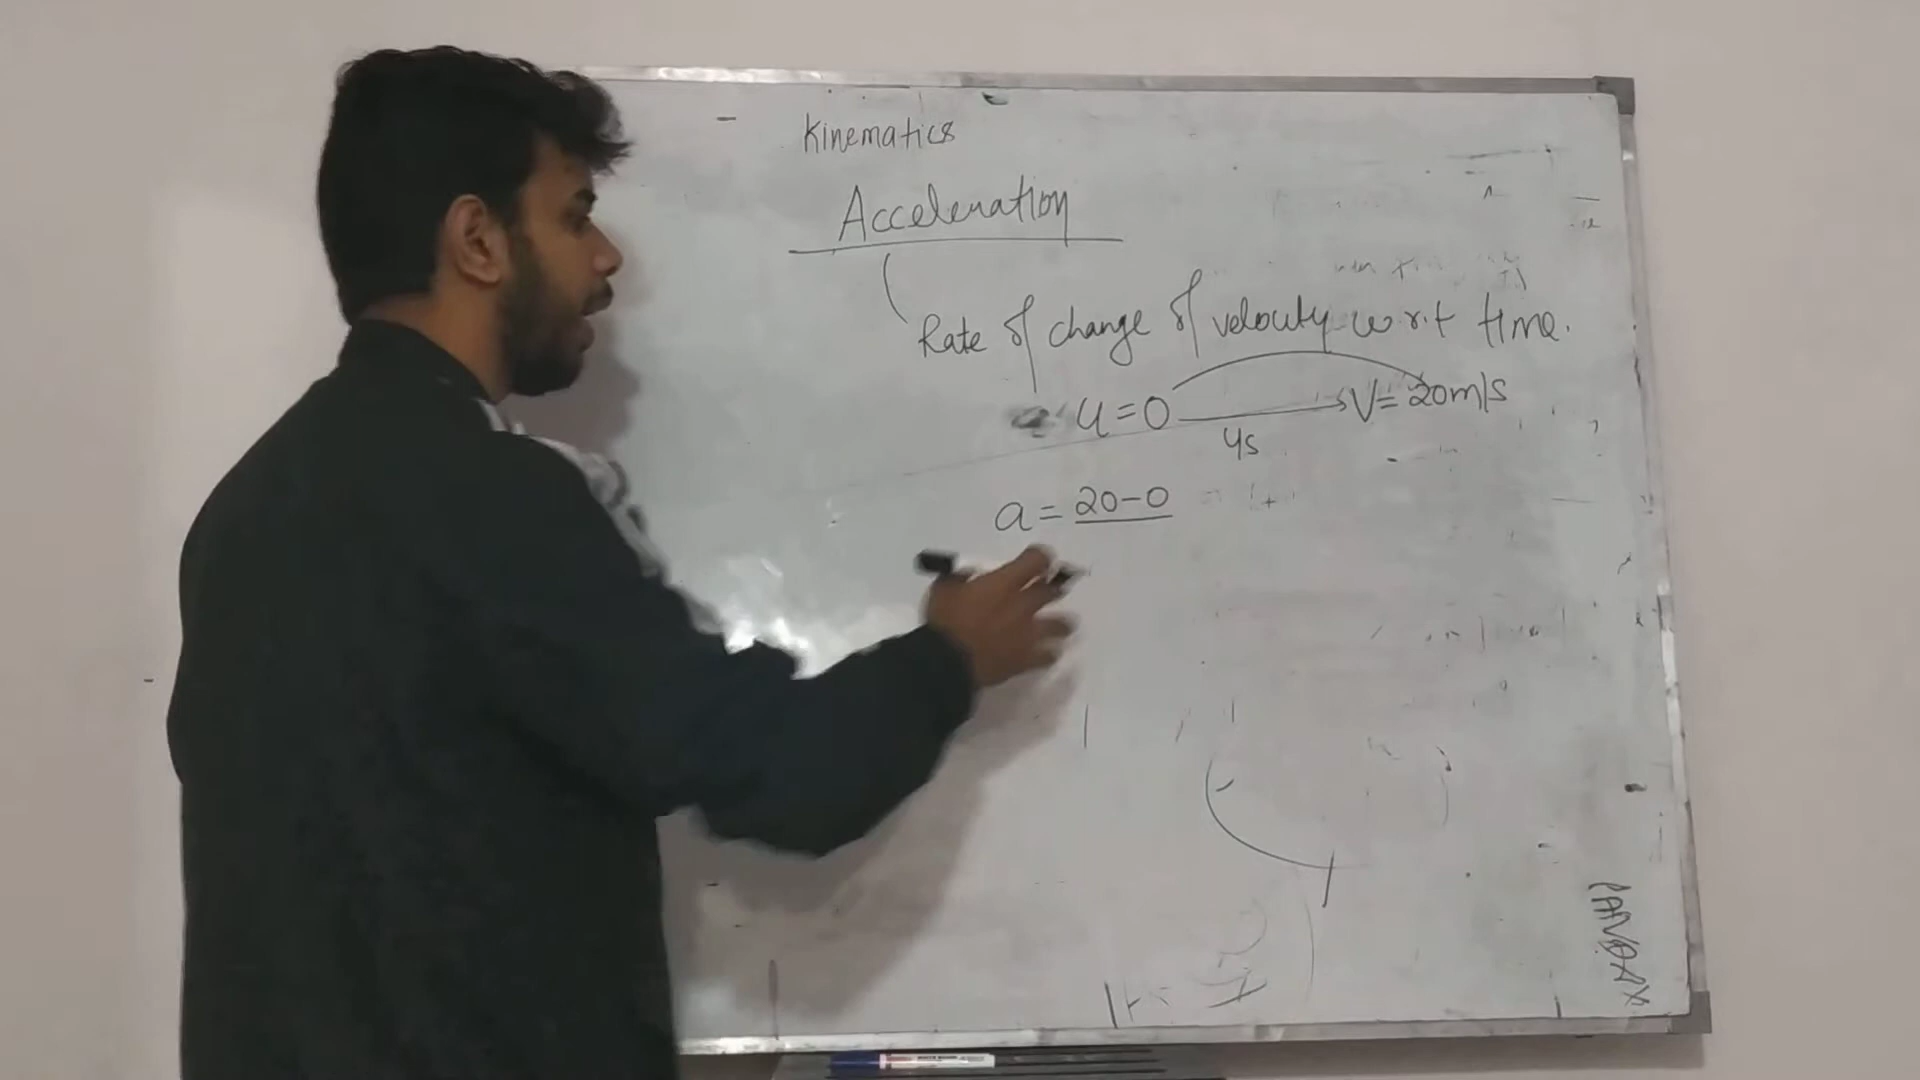 Kinematics
Acceleration
Rate of change of velocity w.r.t time.
u=0 V=20m/s
4s
a = 20-0